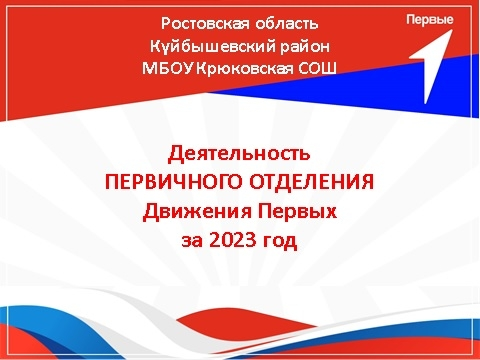 Ростовская область
Куйбышевский район
МБОУ Крюковская СОШ
Первые
Деятельность
ПЕРВИЧНОГО ОТДЕЛЕНИЯ
Движения Первых
за 2023 год